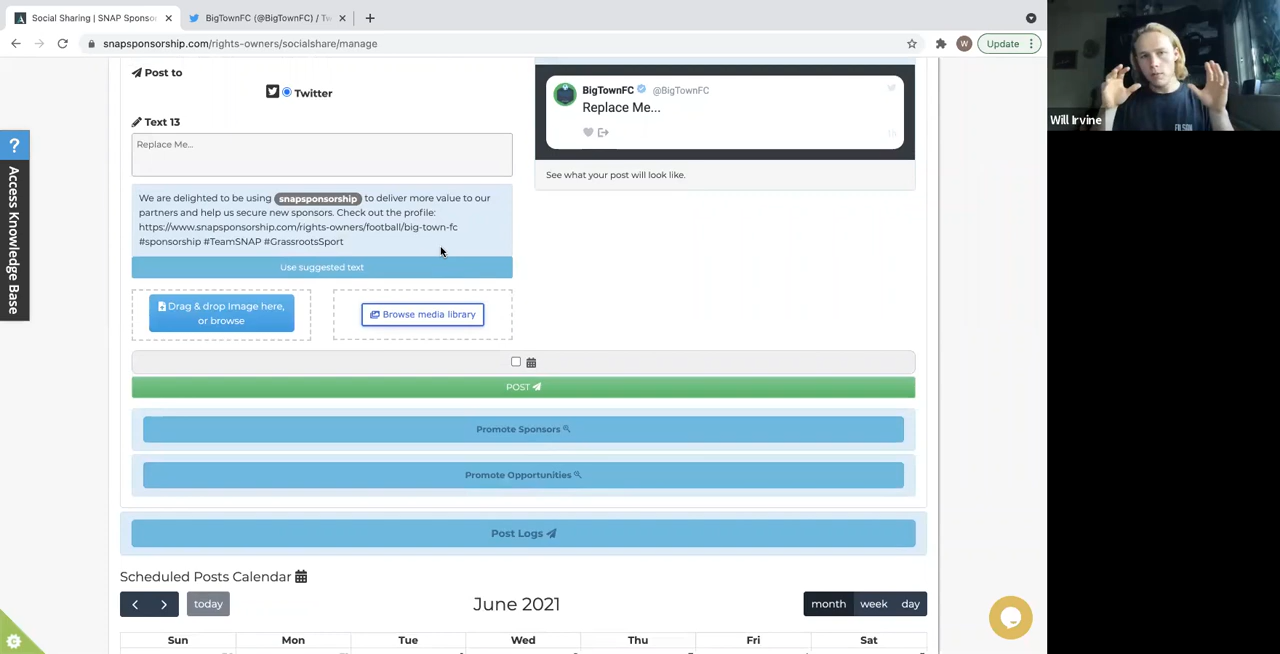 Social Sharing | SNAP Sponso
BigTownFC (@BigTownFC) / Tw
snapsponsorship.com/rights-owners/socialshare/manage
W
Update
Post to
Twitter
Text 13
Replace Me...
We are delighted to be using snapsponsorship to deliver more value to our
partners and help us secure new sponsors. Check out the profile:
https://www.snapsponsorship.com/rights-owners/football/big-town-fc
#sponsorship #TeamSNAP #GrassrootsSport
Use suggested text
Drag & drop Image here,
or browse
Browse media library
BigTownFC @BigTownFC
Replace Me...
See what your post will look like.
POST
Promote Sponsors
Promote Opportunities
Post Logs
Scheduled Posts Calendar
today
June 2021
month week day
Sun Mon Tue Wed Thu Fri Sat
?
Access Knowledge Base
Will Irvine